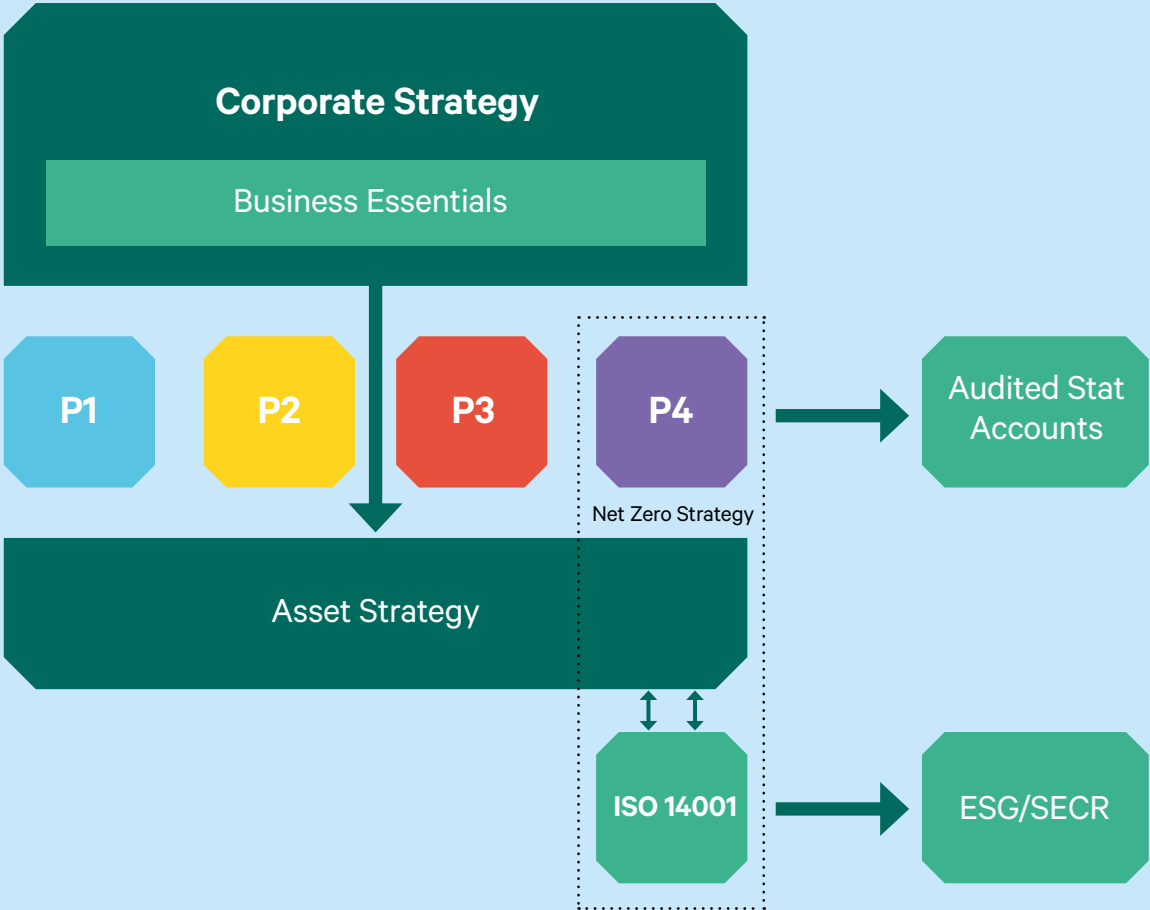 Corporate Strategy
Business Essentials
P1
P2
P3
P4
Audited Stat
Accounts
Net Zero Strategy
Asset Strategy
ISO 14001
ESG/SECR